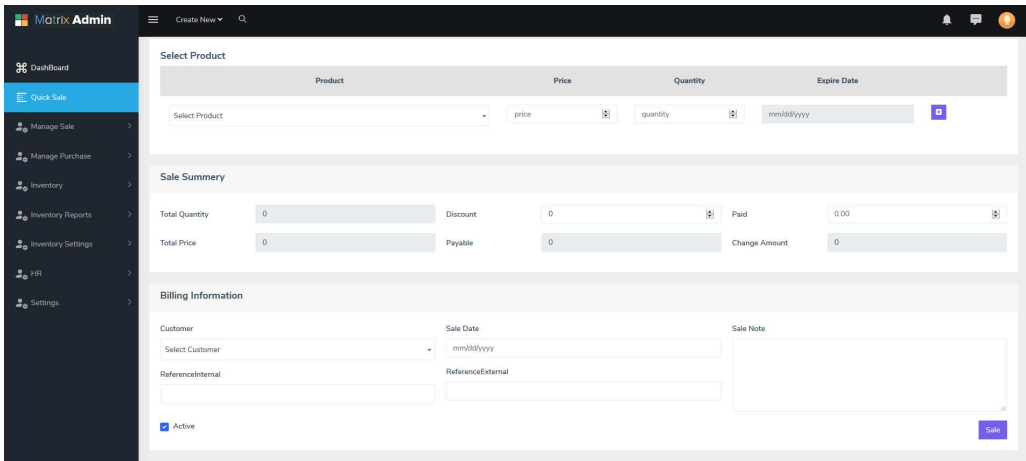 Matrix Admin
Create New
DashBoard
Quick Sale
Manage Sale
Manage Purchase
Inventory
Inventory Reports
Inventory Settings
HR
Settings
Select Product
Product Price Quantity Expire Date
Select Product price quantity mm/dd/yyyy
Sale Summery
Total Quantity 0 Discount 0 Paid 0.00
Total Price 0 Payable 0 Change Amount 0
Billing Information
Customer Sale Date Sale Note
Select Customer mm/dd/yyyy
ReferenceInternal ReferenceExternal
Active
Sale